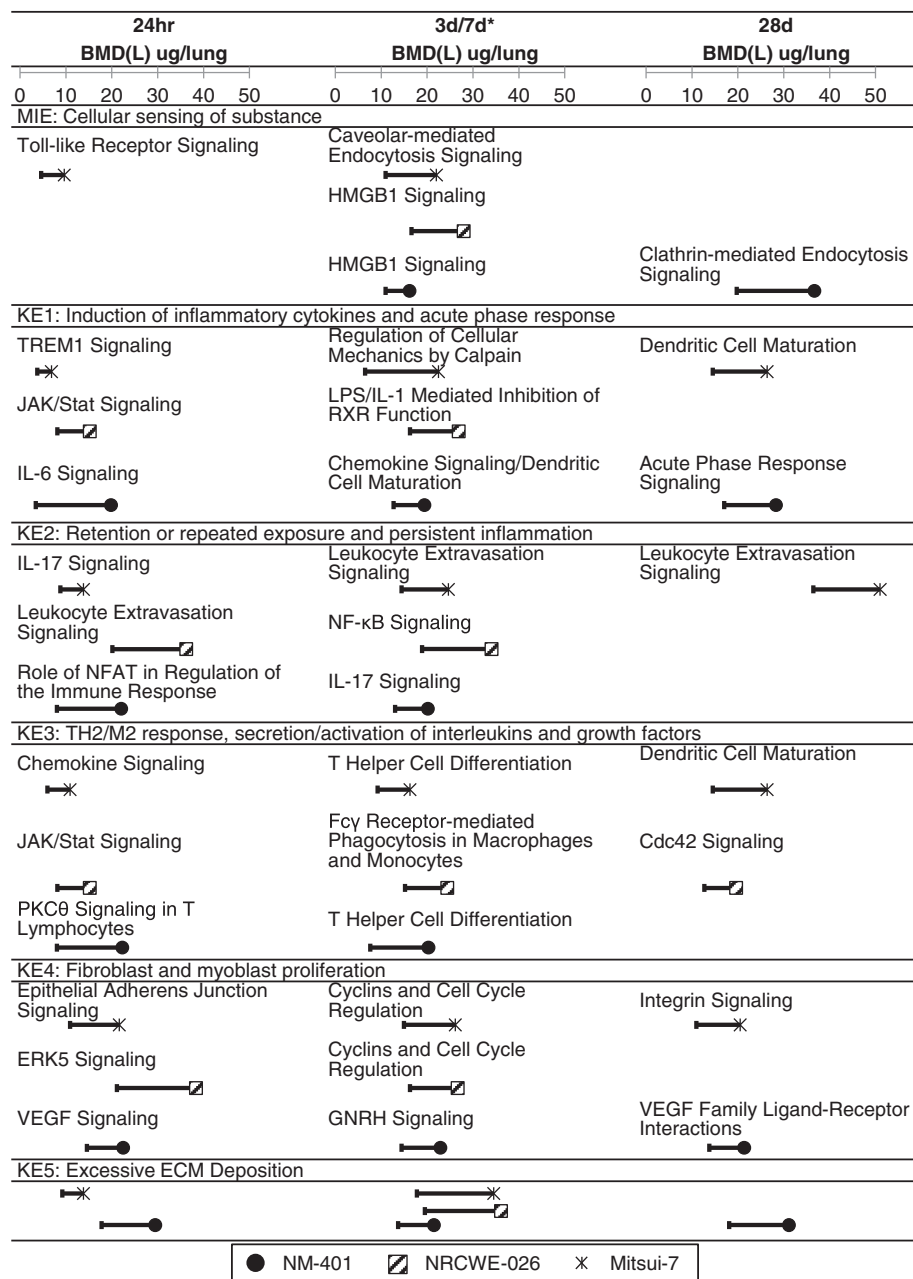 24hr 3d/7d* 28d
BMD(L) ug/lung BMD(L) ug/lung BMD(L) ug/lung
0 10 20 30 40 50 0 10 20 30 40 50 0 10 20 30 40 50
MIE: Cellular sensing of substance
Toll-like Receptor Signaling
Caveolar-mediated
Endocytosis Signaling
HMGB1 Signaling
HMGB1 Signaling
Clathrin-mediated Endocytosis
Signaling
KE1: Induction of inflammatory cytokines and acute phase response
TREM1 Signaling
Regulation of Cellular
Mechanics by Calpain
Dendritic Cell Maturation
JAK/Stat Signaling
LPS/IL-1 Mediated Inhibition of
RXR Function
IL-6 Signaling
Chemokine Signaling/Dendritic
Cell Maturation
Acute Phase Response
Signaling
KE2: Retention or repeated exposure and persistent inflammation
IL-17 Signaling
Leukocyte Extravasation
Signaling
Leukocyte Extravasation
Signaling
Leukocyte Extravasation
Signaling
NF-κB Signaling
Role of NFAT in Regulation of
the Immune Response
IL-17 Signaling
KE3: TH2/M2 response, secretion/activation of interleukins and growth factors
Chemokine Signaling
T Helper Cell Differentiation
Dendritic Cell Maturation
JAK/Stat Signaling
Fcγ Receptor-mediated
Phagocytosis in Macrophages
and Monocytes
Cdc42 Signaling
PKCθ Signaling in T
Lymphocytes
T Helper Cell Differentiation
KE4: Fibroblast and myoblast proliferation
Epithelial Adherens Junction
Signaling
Cyclins and Cell Cycle
Regulation
Integrin Signaling
ERK5 Signaling
Cyclins and Cell Cycle
Regulation
VEGF Signaling
GNRH Signaling
VEGF Family Ligand-Receptor
Interactions
KE5: Excessive ECM Deposition
NM-401 NRCWE-026 Mitsui-7